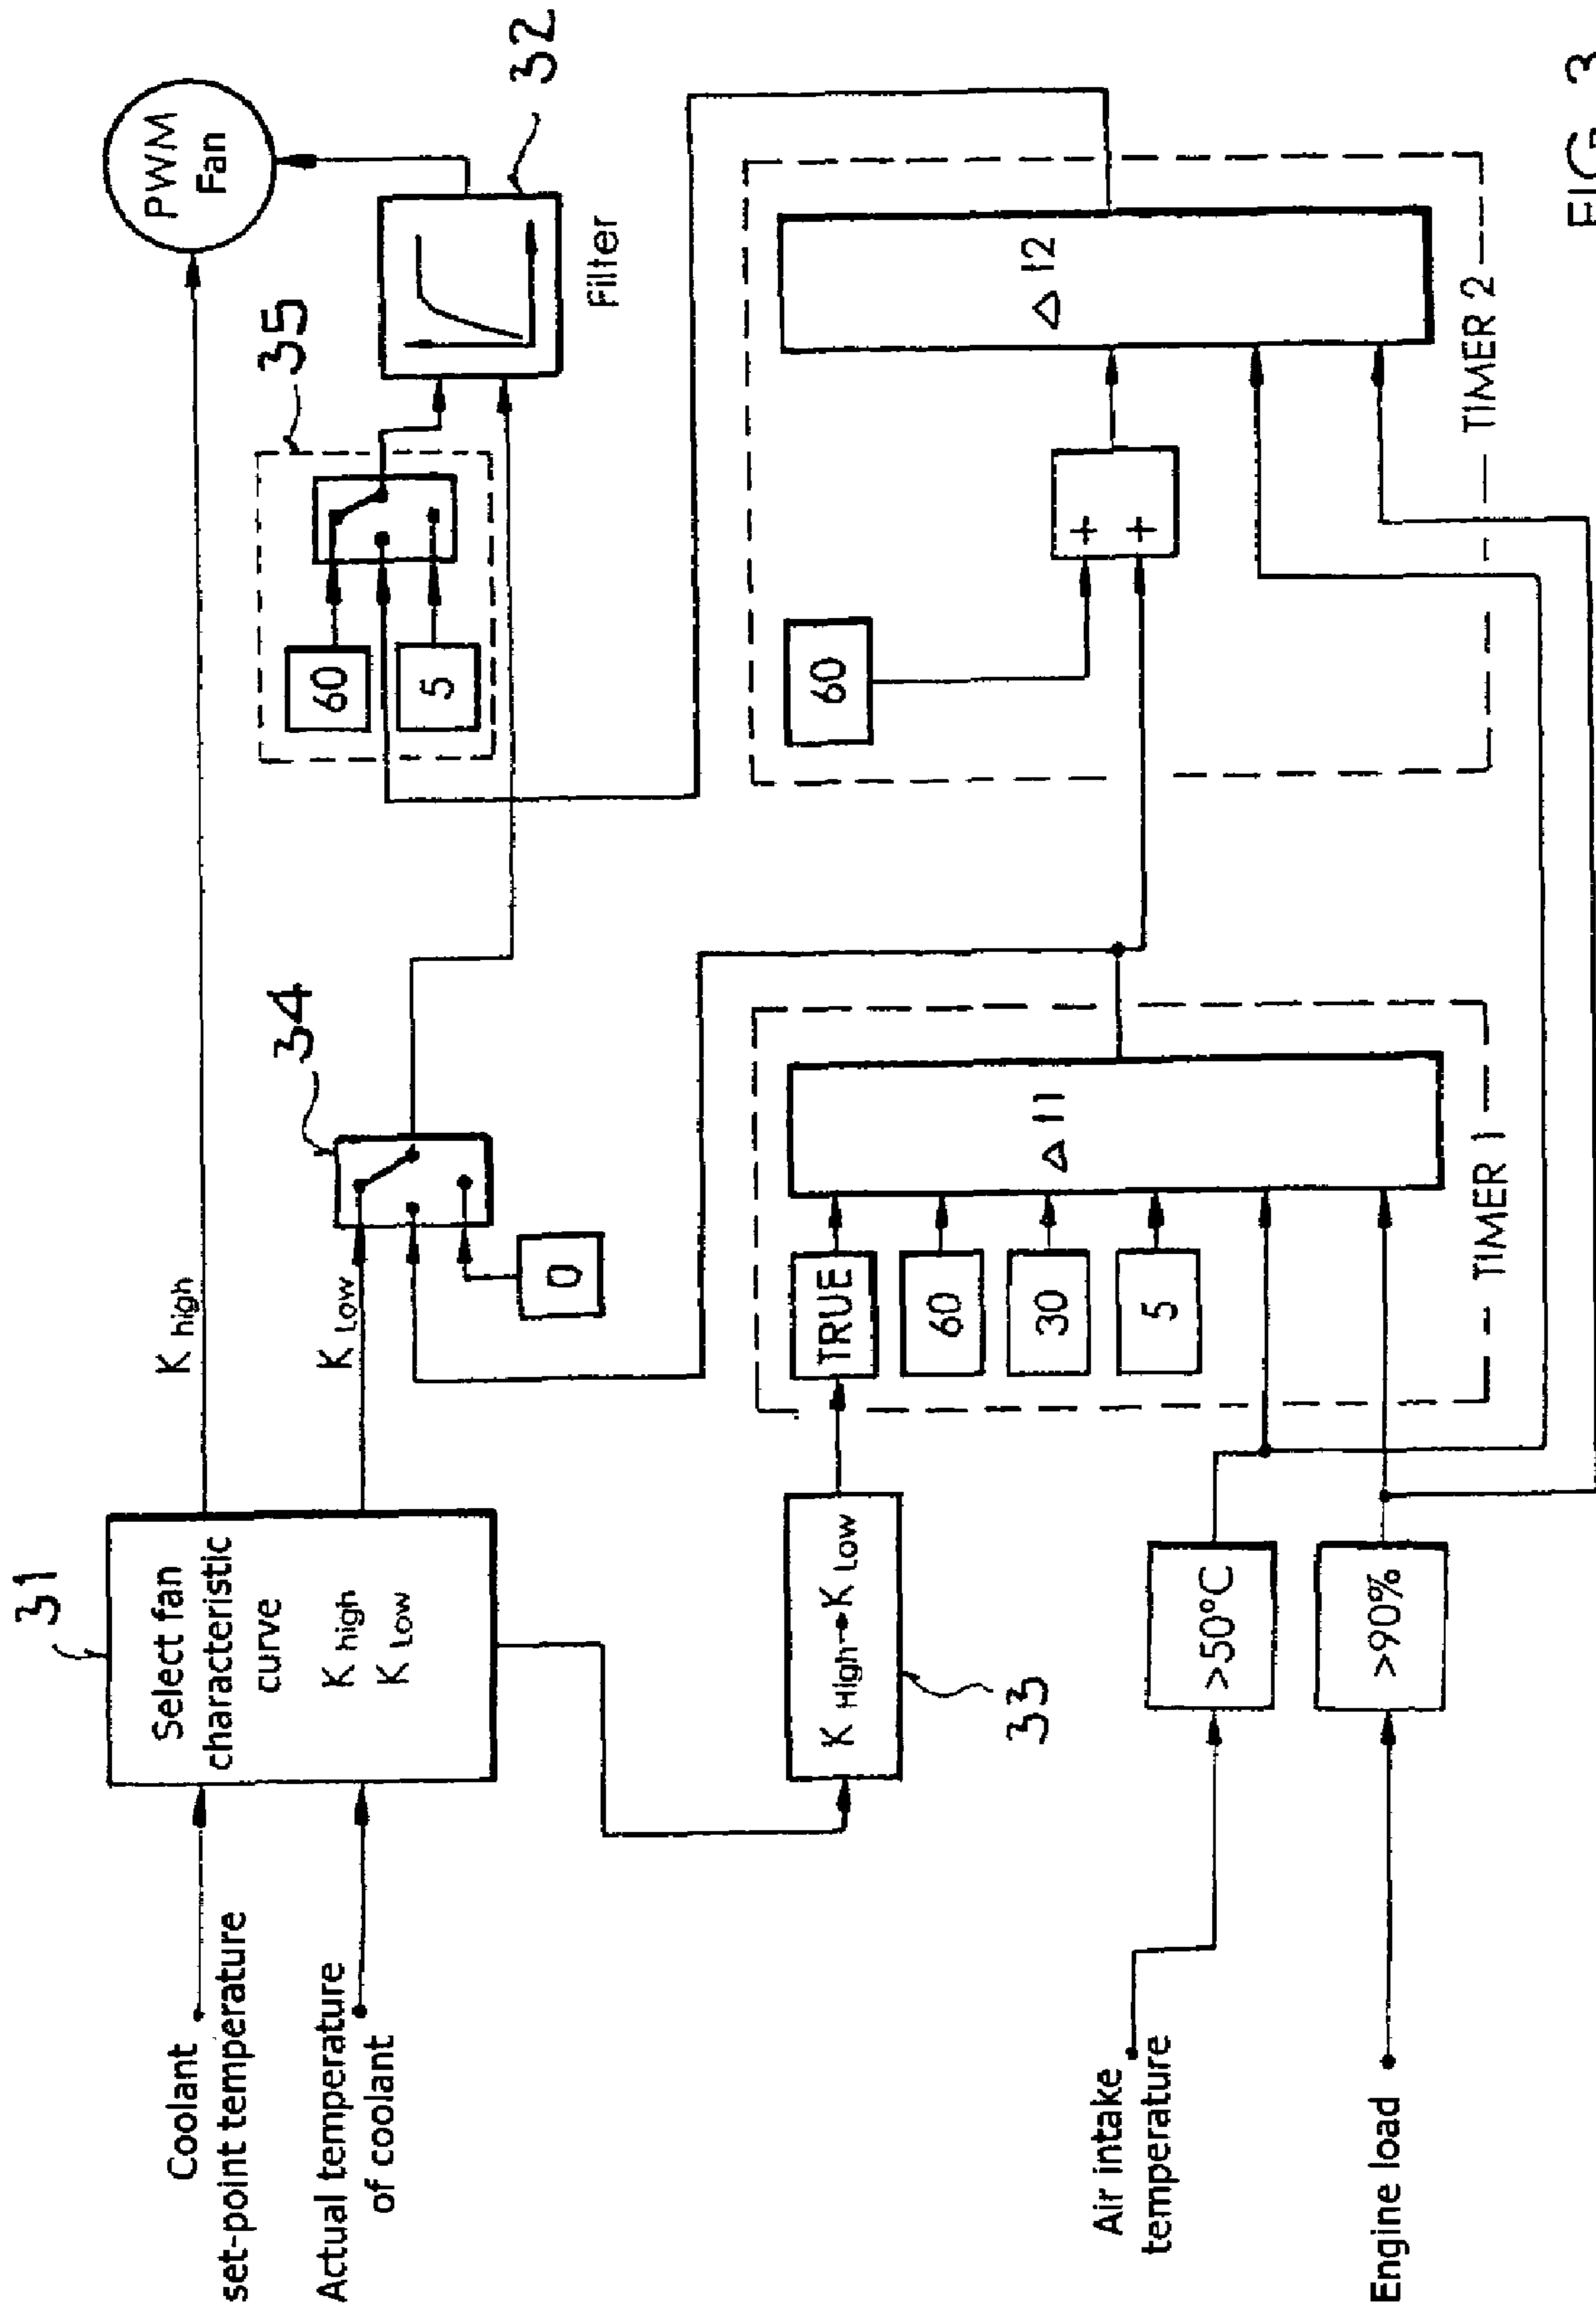 31
Select fan
characteristic
curve
K high
K Low
Coolant
set-point temperature
Actual temperature
of coolant
K high
K Low
34
0
35
60
5
32
Filter
PWM
Fan
K High→K Low
33
TRUE
60
30
5
Δ t1
TIMER 1
60
+
+
Δ t2
TIMER 2
Air intake
temperature
>50°C
Engine load
>90%
FIG. 3